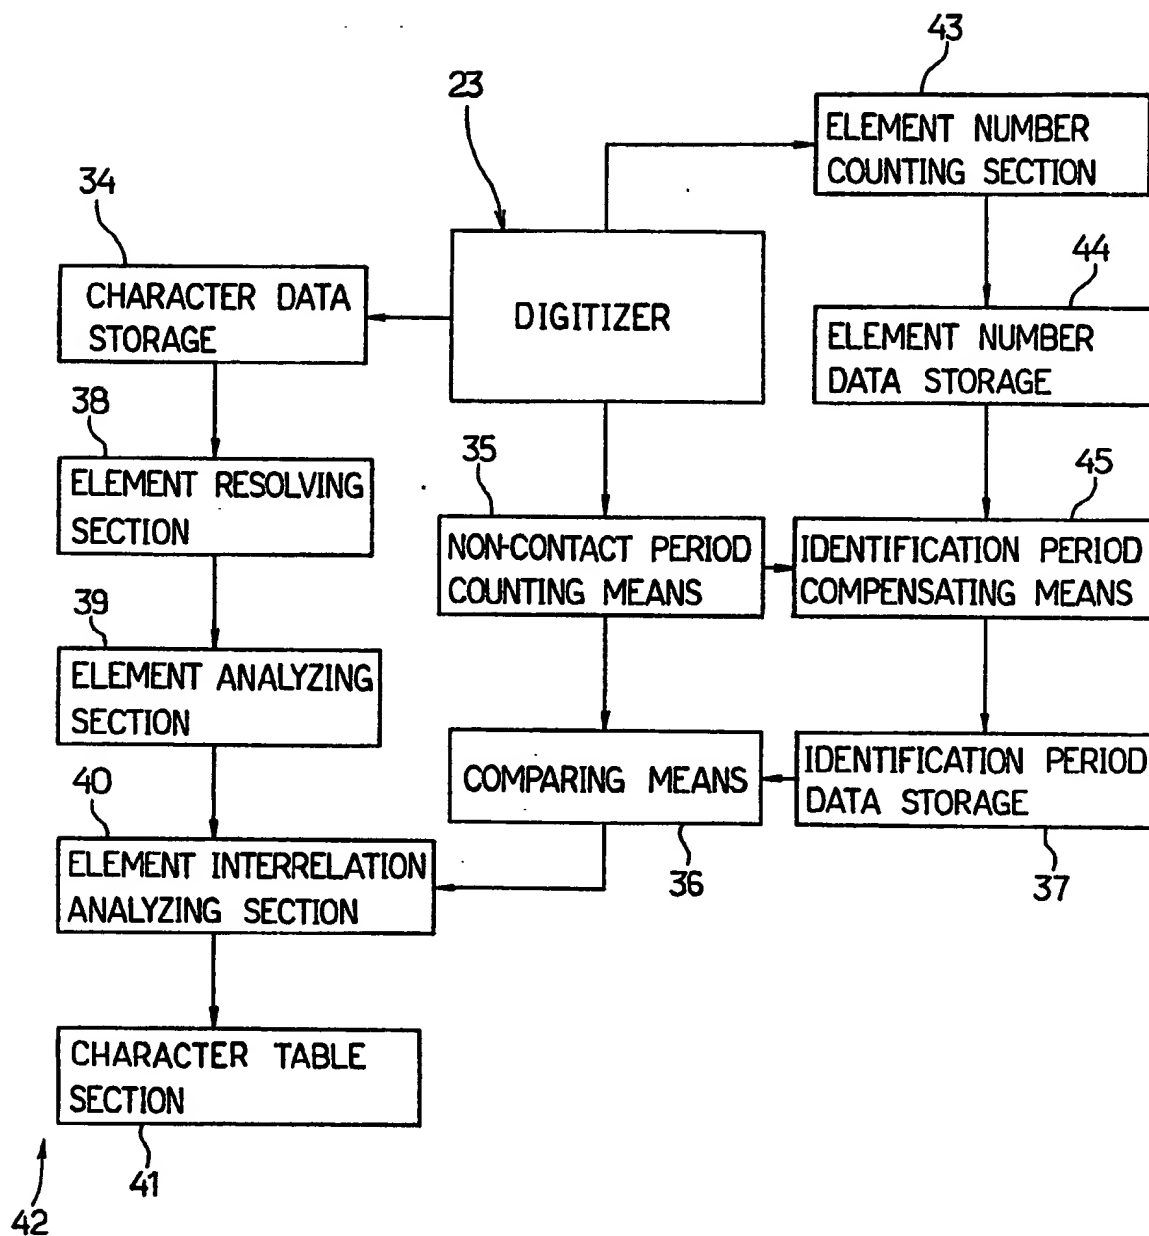 43
23
ELEMENT NUMBER
COUNTING SECTION
34
44
CHARACTER DATA
STORAGE
DIGITIZER
ELEMENT NUMBER
DATA STORAGE
38
35
45
ELEMENT RESOLVING
SECTION
NON-CONTACT PERIOD
COUNTING MEANS
IDENTIFICATION PERIOD
COMPENSATING MEANS
39
ELEMENT ANALYZING
SECTION
40
COMPARING MEANS
IDENTIFICATION PERIOD
DATA STORAGE
36
37
ELEMENT INTERRELATION
ANALYZING SECTION
CHARACTER TABLE
SECTION
41
42